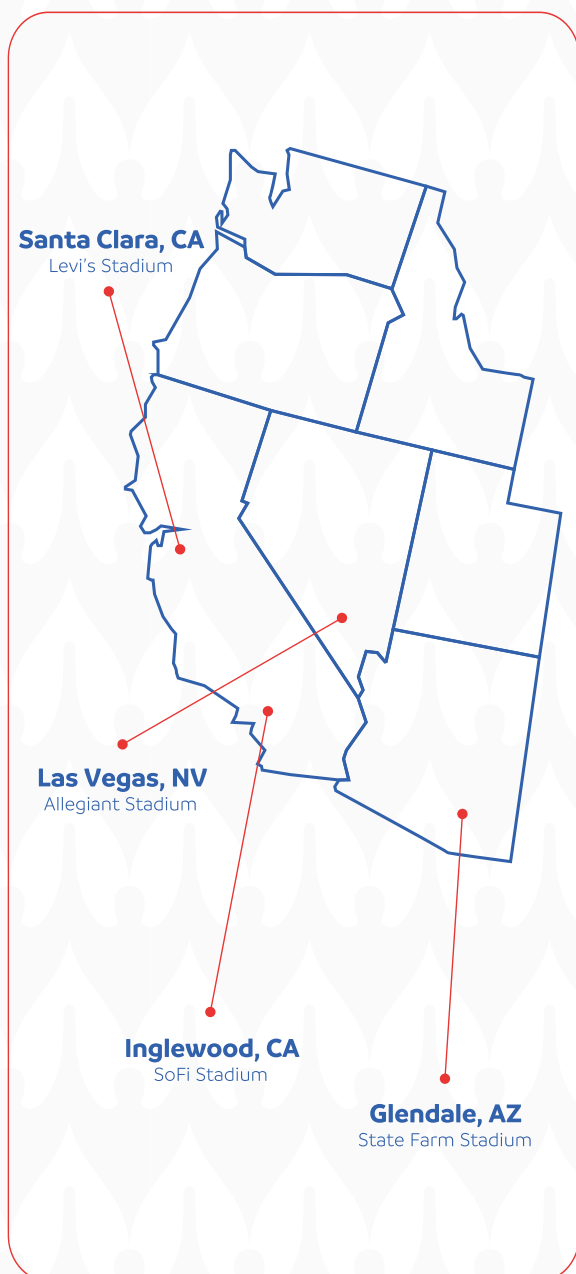 Santa Clara, CA
Levi's Stadium
Las Vegas, NV
Allegiant Stadium
Inglewood, CA
SoFi Stadium
Glendale, AZ
State Farm Stadium